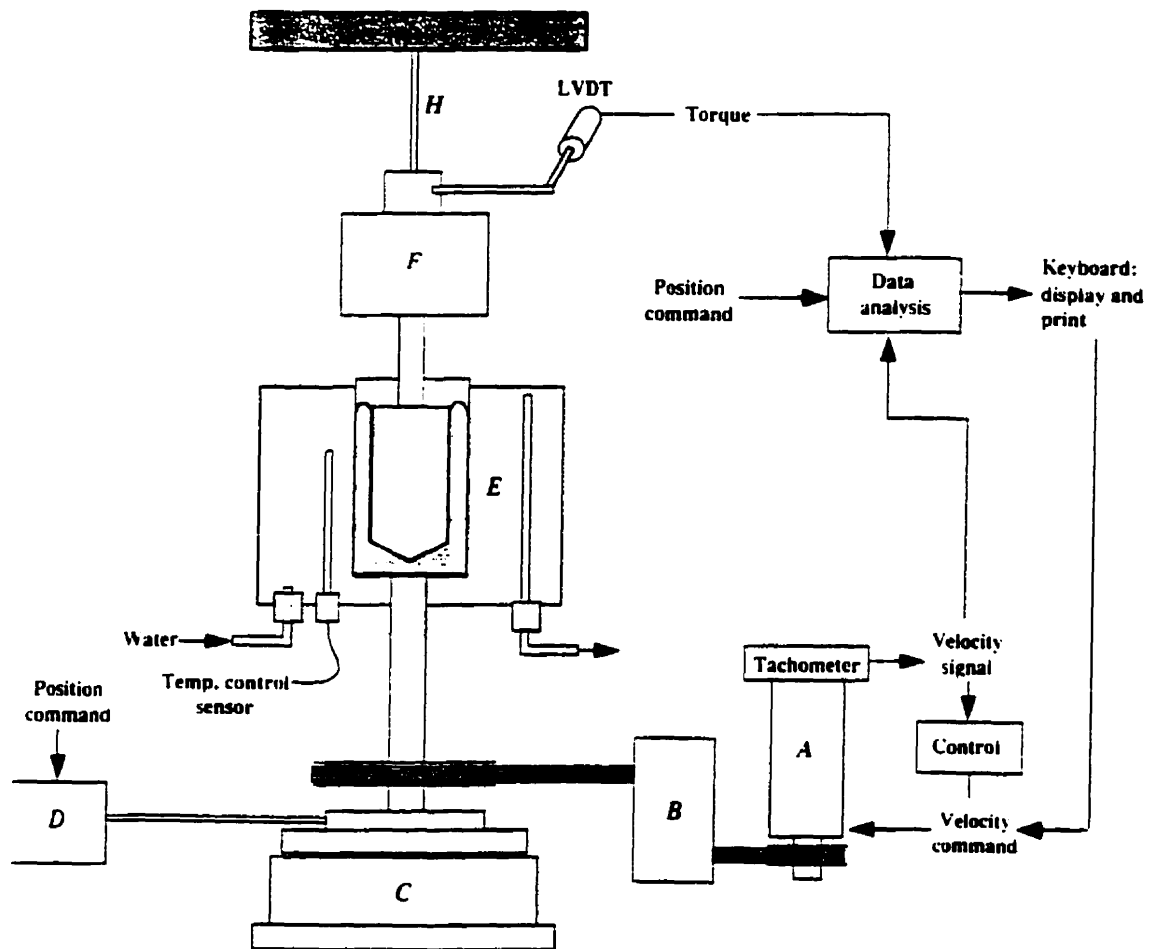 H
LVDT
Torque
F
Position
command
Data
analysis
Keyboard:
display and
print
E
Water
Temp. control
sensor
Position
command
D
C
B
Tachometer
A
Velocity
signal
Control
Velocity
command